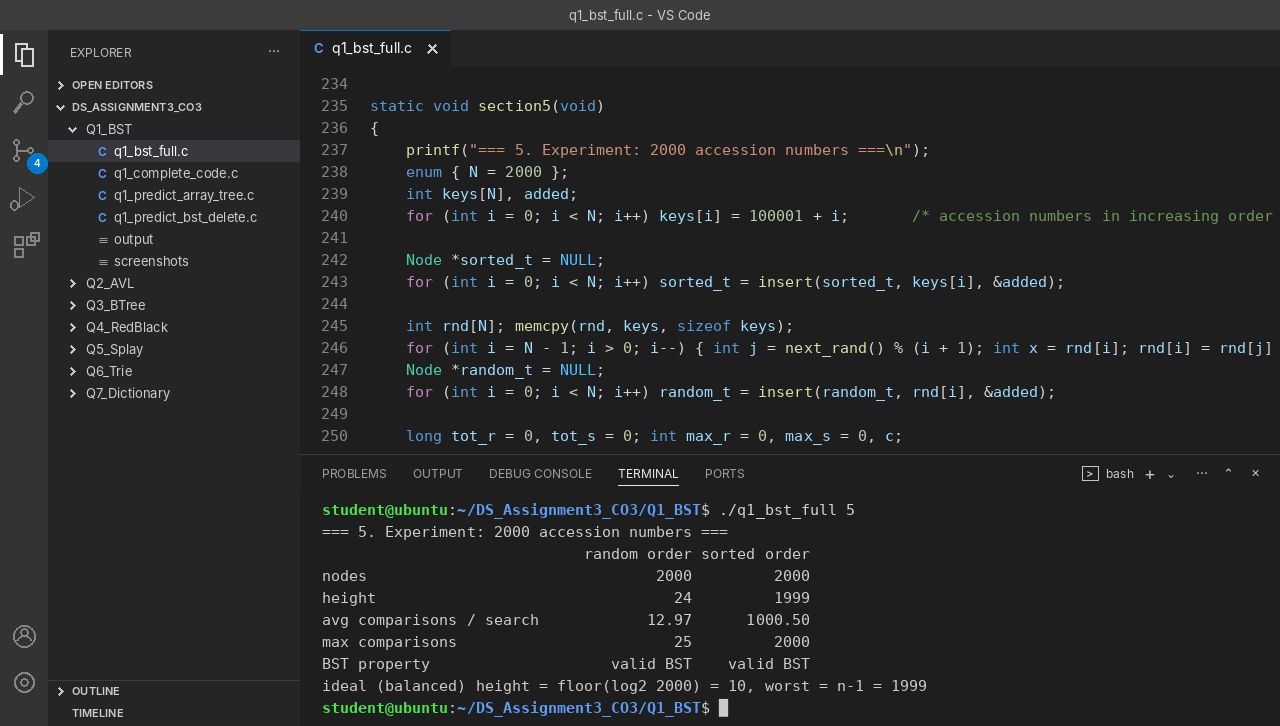 q1_bst_full.c - VS Code
EXPLORER
OPEN EDITORS
DS_ASSIGNMENT3_CO3
Q1_BST
C q1_bst_full.c
C q1_complete_code.c
C q1_predict_array_tree.c
C q1_predict_bst_delete.c
output
screenshots
Q2_AVL
Q3_BTree
Q4_RedBlack
Q5_Splay
Q6_Trie
Q7_Dictionary
OUTLINE
TIMELINE
4
C q1_bst_full.c
234
235 static void section5(void)
236 {
237     printf("=== 5. Experiment: 2000 accession numbers ===\n");
238     enum { N = 2000 };
239     int keys[N], added;
240     for (int i = 0; i < N; i++) keys[i] = 100001 + i;       /* accession numbers in increasing order
241
242     Node *sorted_t = NULL;
243     for (int i = 0; i < N; i++) sorted_t = insert(sorted_t, keys[i], &added);
244
245     int rnd[N]; memcpy(rnd, keys, sizeof keys);
246     for (int i = N - 1; i > 0; i--) { int j = next_rand() % (i + 1); int x = rnd[i]; rnd[i] = rnd[j]
247     Node *random_t = NULL;
248     for (int i = 0; i < N; i++) random_t = insert(random_t, rnd[i], &added);
249
250     long tot_r = 0, tot_s = 0; int max_r = 0, max_s = 0, c;
PROBLEMS OUTPUT DEBUG CONSOLE TERMINAL PORTS bash
student@ubuntu:~/DS_Assignment3_CO3/Q1_BST$ ./q1_bst_full 5
=== 5. Experiment: 2000 accession numbers ===
random order sorted order
nodes 2000 2000
height 24 1999
avg comparisons / search 12.97 1000.50
max comparisons 25 2000
BST property valid BST valid BST
ideal (balanced) height = floor(log2 2000) = 10, worst = n-1 = 1999
student@ubuntu:~/DS_Assignment3_CO3/Q1_BST$